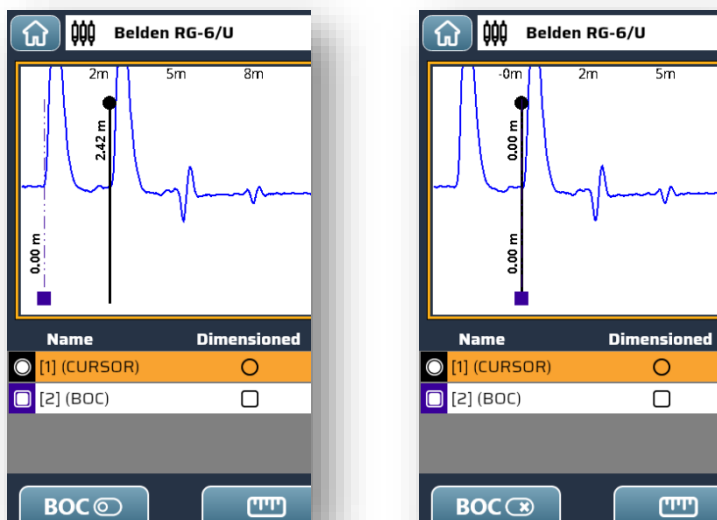 Belden RG-6/U
2m 5m 8m
2.42 m
0.00 m
Name Dimensioned
[1] (CURSOR)
[2] (BOC)
BOC
Belden RG-6/U
-0m 2m 5m
0.00 m
0.00 m
Name Dimensioned
[1] (CURSOR)
[2] (BOC)
BOC